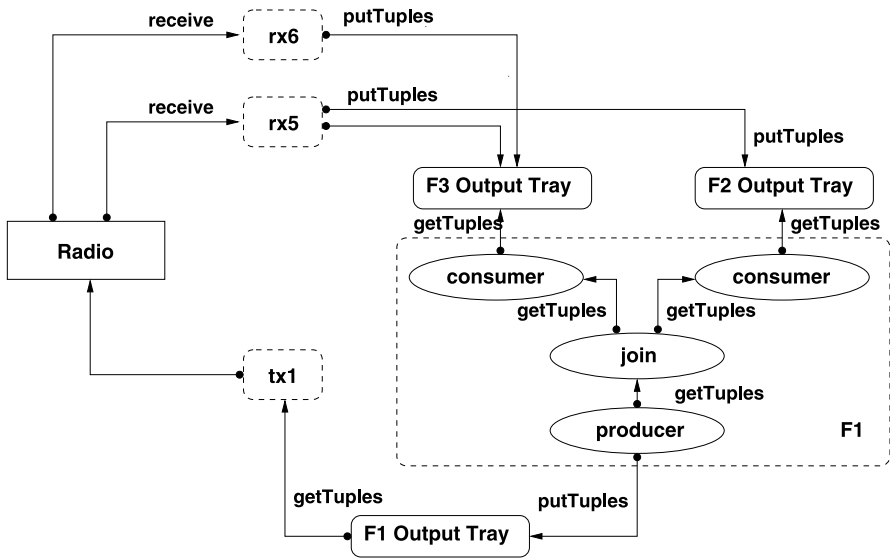 receive
rx6
putTuples
receive
rx5
putTuples
putTuples
F3 Output Tray
F2 Output Tray
getTuples
getTuples
Radio
consumer
consumer
getTuples
getTuples
join
tx1
getTuples
producer
F1
getTuples
putTuples
F1 Output Tray